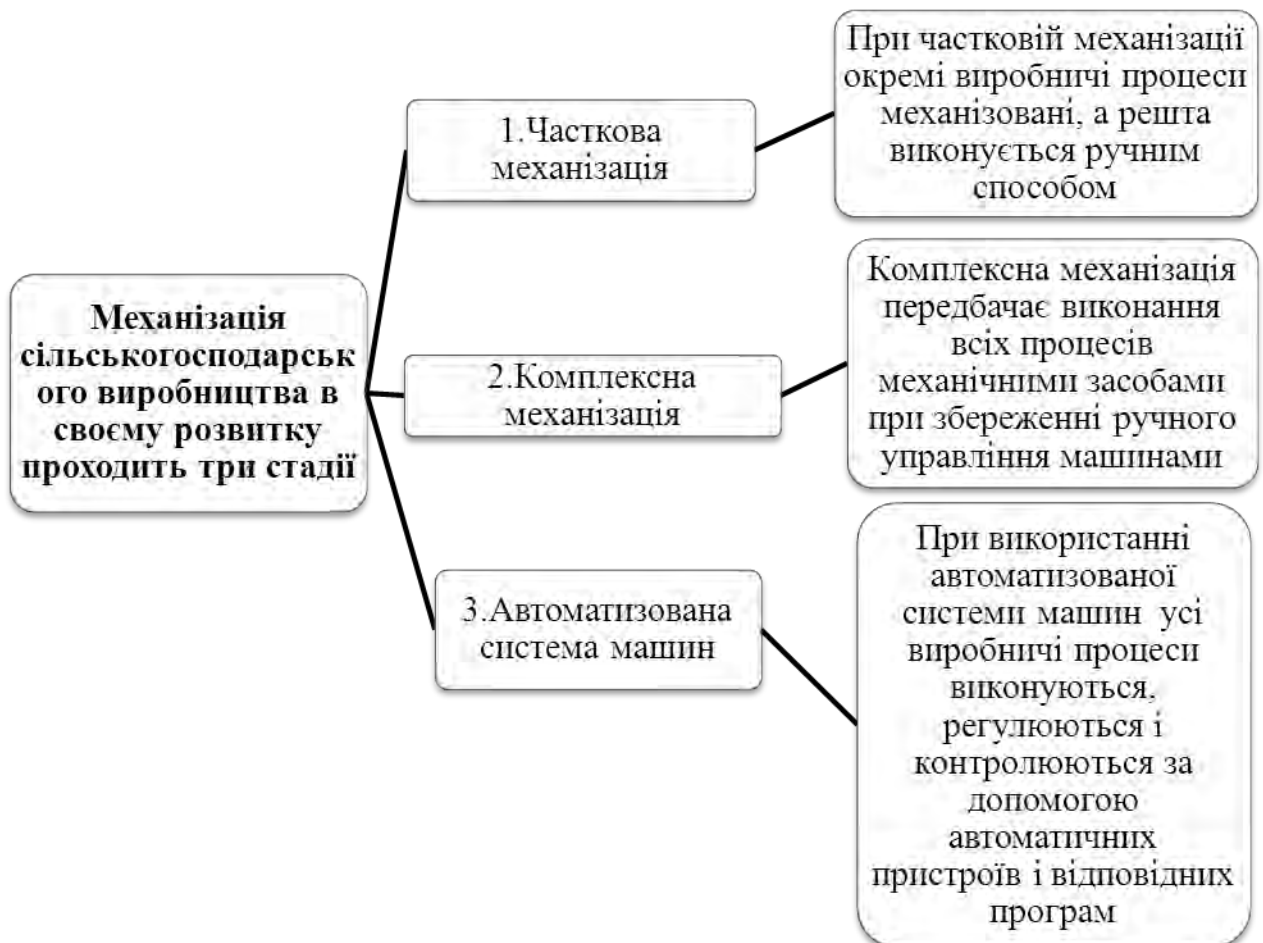 Механізація
сільськогосподарськ
ого виробництва в
своєму розвитку
проходить три стадії
1.Часткова
механізація
При частковій механізації
окремі виробничі процеси
механізовані, а решта
виконується ручним
способом
2.Комплексна
механізація
Комплексна механізація
передбачає виконання
всіх процесів
механічними засобами
при збереженні ручного
управління машинами
3.Автоматизована
система машин
При використанні
автоматизованої
системи машин усі
виробничі процеси
виконуються,
регулюються і
контролюються за
допомогою
автоматичних
пристроїв і відповідних
програм